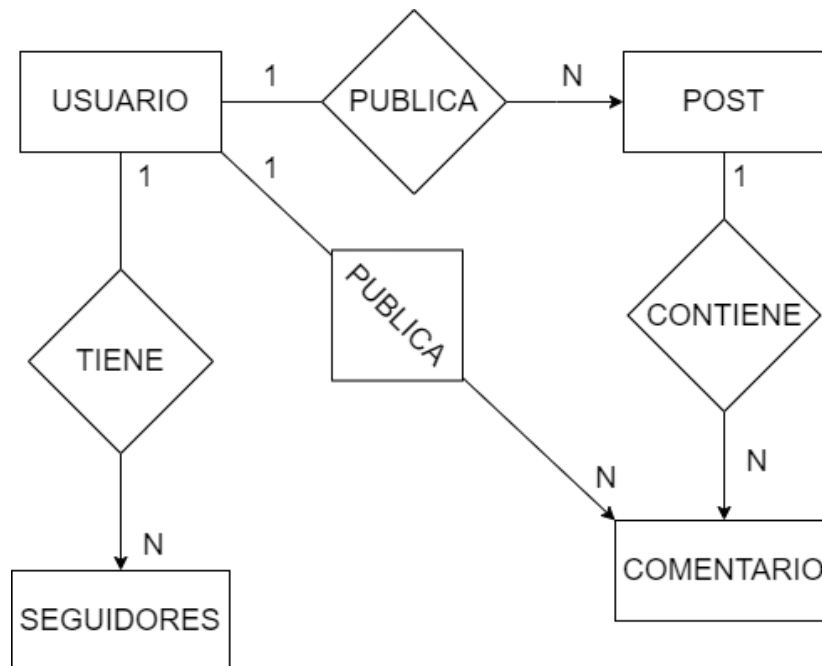 USUARIO
1
PUBLICA
N
POST
1
1
1
PUBLICA
TIENE
CONTIENE
N
N
N
SEGUIDORES
COMENTARIO